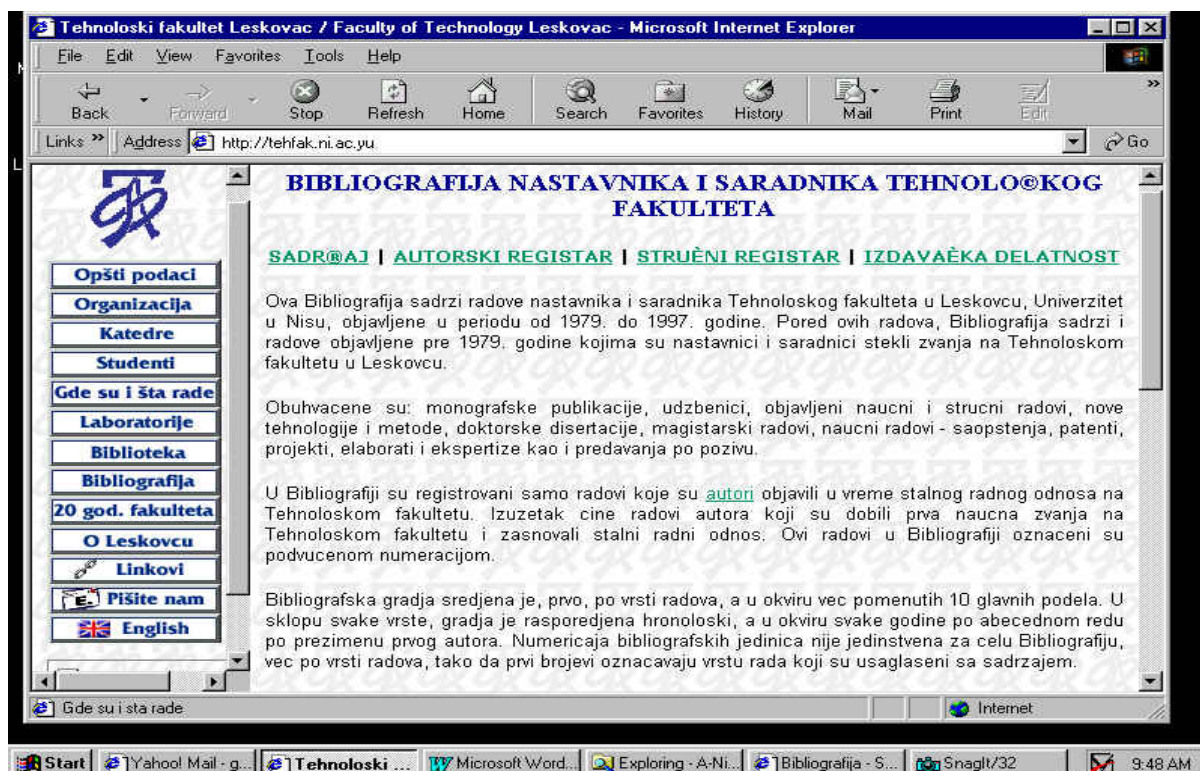 Tehnoloski fakultet Leskovac / Faculty of Technology Leskovac - Microsoft Internet Explorer
File Edit View Favorites Tools Help
Back Forward Stop Refresh Home Search Favorites History Mail Print Edit
Links Address http://tehfak.ni.ac.yu Go
Opšti podaci
Organizacija
Katedre
Studenti
Gde su i šta rade
Laboratorije
Biblioteka
Bibliografija
20 god. fakulteta
O Leskovcu
Linkovi
Pišite nam
English
BIBLIOGRAFIJA NASTAVNIKA I SARADNIKA TEHNOLO©KOG
FAKULTETA
SADR®AJ | AUTORSKI REGISTAR | STRUÈNI REGISTAR | IZDAVAÈKA DELATNOST
Ova Bibliografija sadrzi radove nastavnika i saradnika Tehnoloskog fakulteta u Leskovcu, Univerzitet
u Nisu, objavljene u periodu od 1979. do 1997. godine. Pored ovih radova, Bibliografija sadrzi i
radove objavljene pre 1979. godine kojima su nastavnici i saradnici stekli zvanja na Tehnoloskom
fakultetu u Leskovcu.
Obuhvacene su: monografske publikacije, udzbenici, objavljeni naucni i strucni radovi, nove
tehnologije i metode, doktorske disertacije, magistarski radovi, naucni radovi - saopstenja, patenti,
projekti, elaborati i ekspertize kao i predavanja po pozivu.
U Bibliografiji su registrovani samo radovi koje su autori objavili u vreme stalnog radnog odnosa na
Tehnoloskom fakultetu. Izuzetak cine radovi autora koji su dobili prva naucna zvanja na
Tehnoloskom fakultetu i zasnovali stalni radni odnos. Ovi radovi u Bibliografiji oznaceni su
podvucenom numeracijom.
Bibliografska gradja sredjena je, prvo, po vrsti radova, a u okviru vec pomenutih 10 glavnih podela. U
sklopu svake vrste, gradja je rasporedjena hronoloski, a u okviru svake godine po abecednom redu
po prezimenu prvog autora. Numericaja bibliografskih jedinica nije jedinstvena za celu Bibliografiju,
vec po vrsti radova, tako da prvi brojevi oznacavaju vrstu rada koji su usaglaseni sa sadrzajem.
Gde su i sta rade Internet
Start Yahoo! Mail - g... Tehnoloski ... Microsoft Word... Exploring - A-Ni... Bibliografija - S... SnagIt/32 9:48 AM